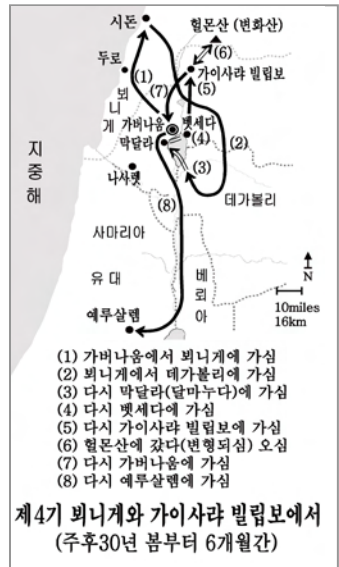 시돈
헐몬산 (변화산)
(6)
두로
(1)
가이사랴 빌립보
(7)
(5)
뵈니게
가버나움
벳세다
(4)
(2)
막달라
(3)
지중해
나사렛
(8)
데가볼리
사마리아
N
유대
베뢰아
10miles
16km
예루살렘
(1) 가버나움에서 뵈니게에 가심
(2) 뵈니게에서 데가볼리에 가심
(3) 다시 막달라(달마누다)에 가심
(4) 다시 벳세다에 가심
(5) 다시 가이사랴 빌립보에 가심
(6) 헐몬산에 갔다(변형되심) 오심
(7) 다시 가버나움에 가심
(8) 다시 예루살렘에 가심
제4기 뵈니게와 가이사랴 빌립보에서
(주후30년 봄부터 6개월간)